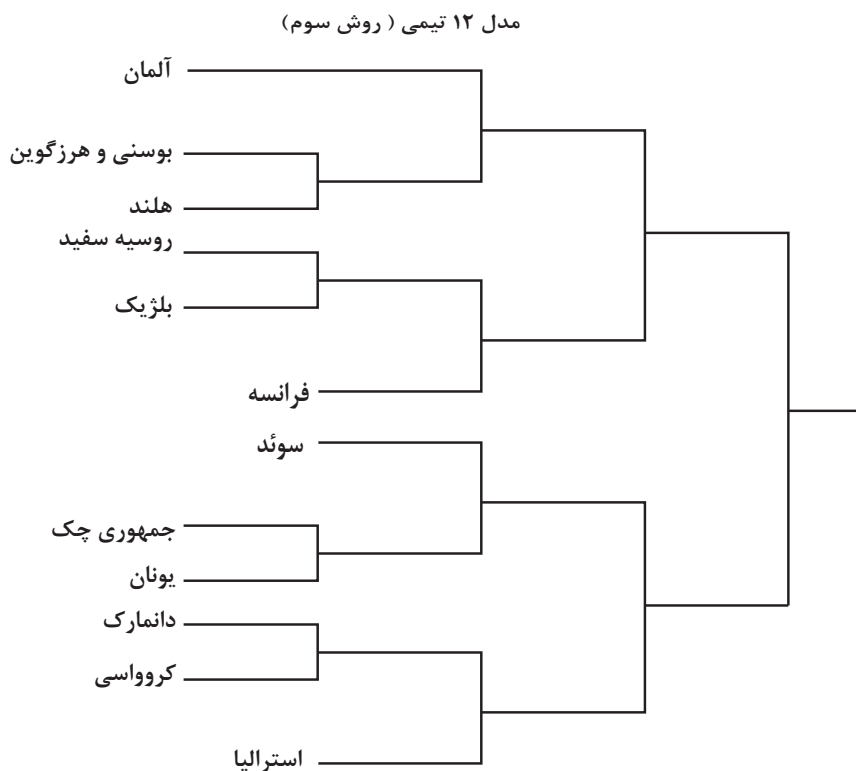 مدل ۱۲ تیمی ( روش سوم)
آلمان
بوسنی و هرزگوین
هلند
روسیه سفید
بلژیک
فرانسه
سوئد
جمهوری چک
یونان
دانمارک
کروواسی
استرالیا